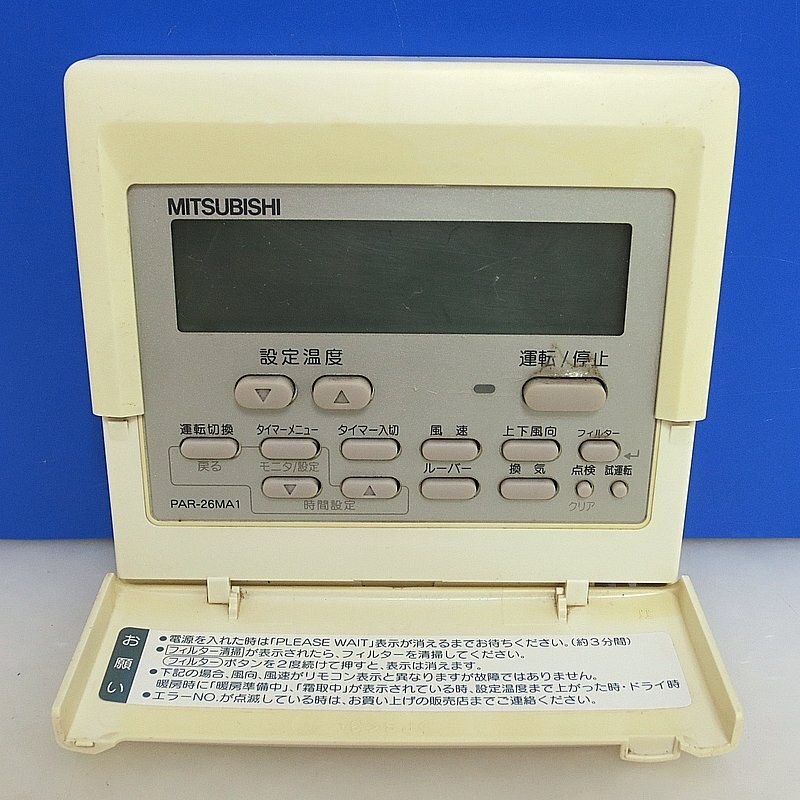 MITSUBISHI
設定温度
運転/停止
運転切換 タイマーメニュー タイマー入切 風速 上下風向 フィルター
戻る モニタ/設定 ルーバー 換気 点検 試運転
PAR-26MA1 時間設定 クリア
お願い
●電源を入れた時は「PLEASE WAIT」表示が消えるまでお待ちください。(約3分間)
●フィルター清掃が表示されたら、フィルターを清掃してください。
フィルターボタンを2度続けて押すと、表示は消えます。
●下記の場合、風向、風速がリモコン表示と異なりますが故障ではありません。
暖房時に「暖房準備中」、「霜取中」が表示されている時、設定温度まで上がった時・ドライ時
●エラーNO.が点滅している時は、お買い上げの販売店までご連絡ください。